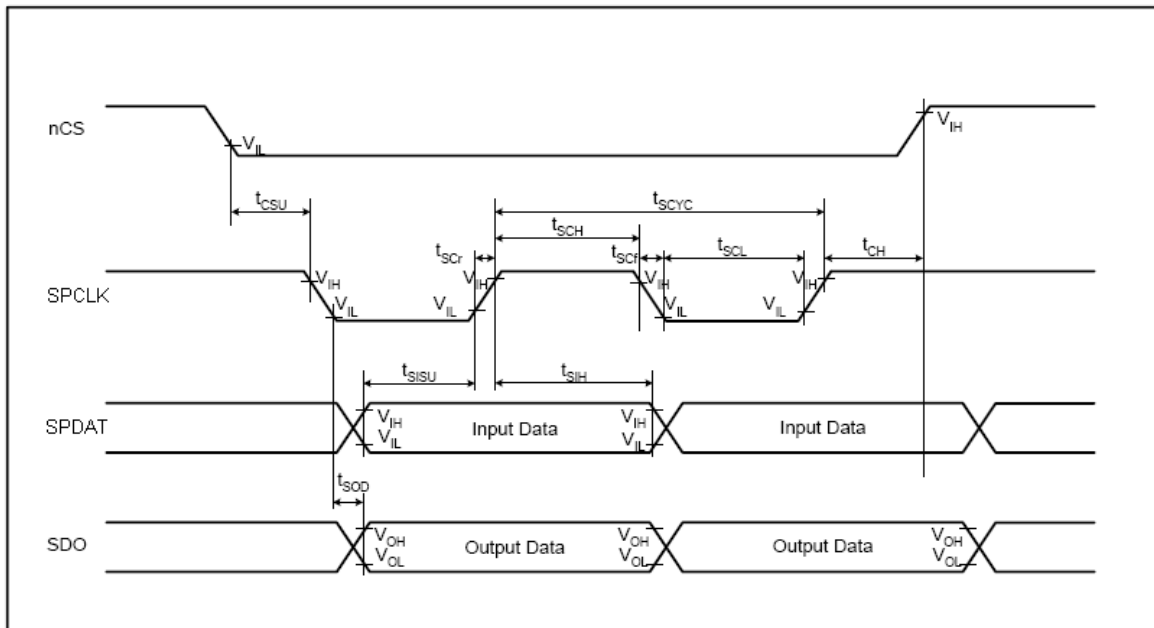 nCS
V_IL
V_IH
t_CSU
t_SCYC
t_SCH
t_SCr
t_SCf
t_SCL
t_CH
SPCLK
V_IH
V_IL
V_IH
V_IL
V_IH
V_IL
V_IH
V_IL
t_SISU
t_SIH
SPDAT
V_IH
V_IL
Input Data
V_IH
V_IL
Input Data
t_SOD
SDO
V_OH
V_OL
Output Data
V_OH
V_OL
Output Data
V_OH
V_OL